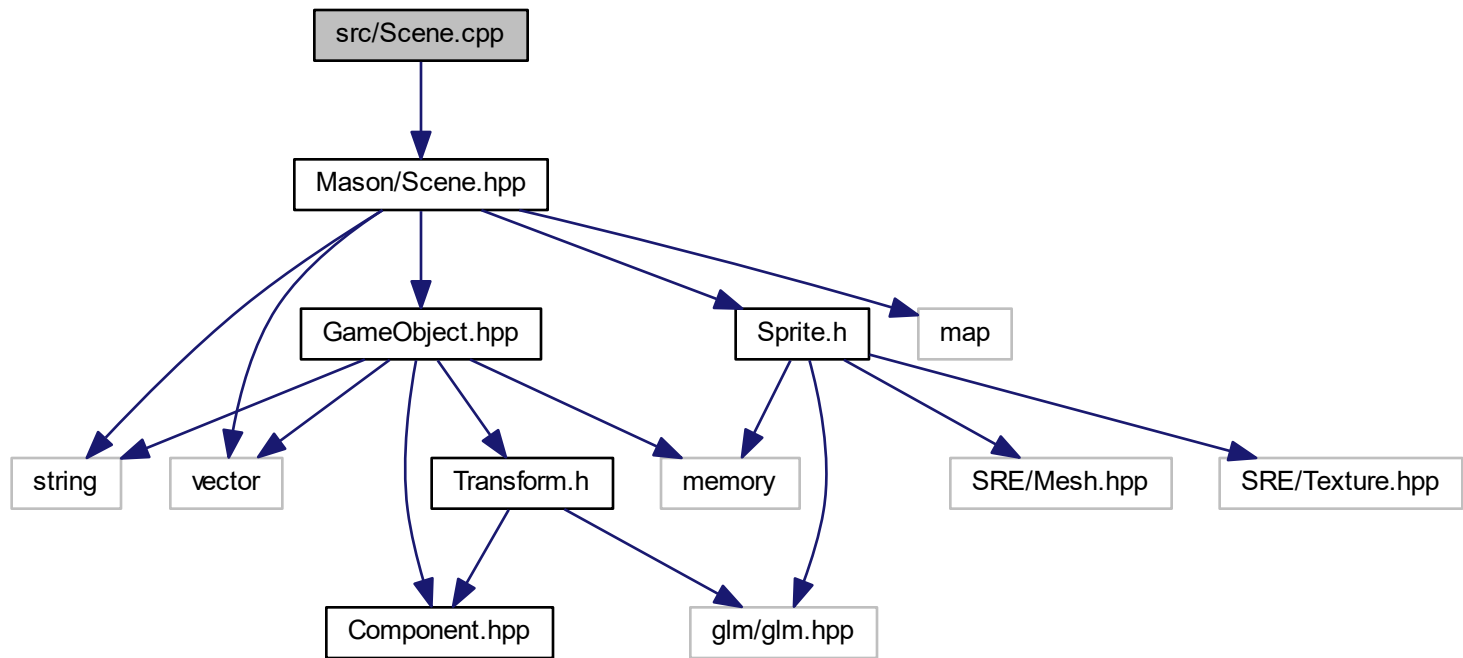 src/Scene.cpp
Mason/Scene.hpp
GameObject.hpp
Sprite.h
map
string
vector
Transform.h
memory
SRE/Mesh.hpp
SRE/Texture.hpp
Component.hpp
glm/glm.hpp